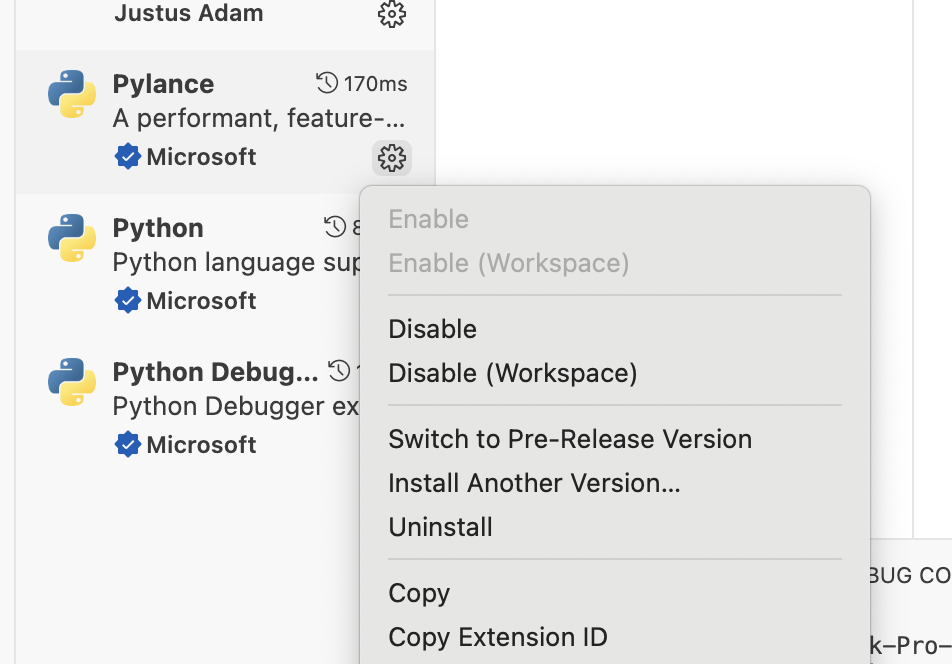 Justus Adam
Pylance
170ms
A performant, feature-...
Microsoft
Python
8
Python language sup
Microsoft
Python Debug...
Python Debugger ex
Microsoft
Enable
Enable (Workspace)
Disable
Disable (Workspace)
Switch to Pre-Release Version
Install Another Version...
Uninstall
Copy
Copy Extension ID
BUG CO
k-Pro-